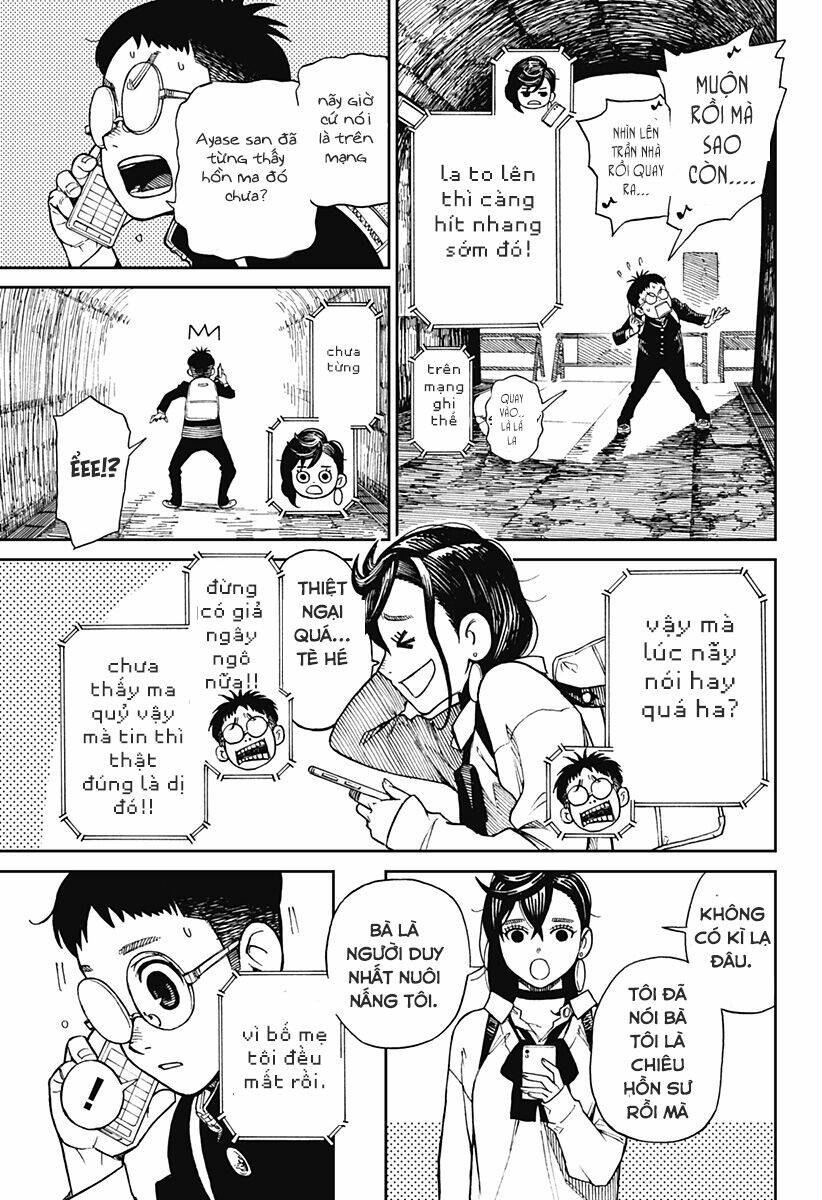 MUỘN
RỒI MÀ
SAO
CÒN....
NHÌN LÊN
TRẦN NHÀ
RỒI QUAY
RA...
la to lên
thì càng
hít nhang
sớm đó!
trên
mạng
ghi
thế
QUAY
VÀO..
LÀ LÁ
LA
nãy giờ
cứ nói
là trên
mạng
Ayase san đã
từng thấy
hồn ma đó
chưa?
chưa
từng
ỂEE!?
vậy mà
lúc nãy
nói hay
quá ha?
THIỆT
NGẠI
QUÁ...
TÈ HÉ
đừng
có giả
ngây
ngô
nữa!!
chưa
thấy ma
quỷ vậy
mà tin thì
thật
đúng là dị
đó!!
KHÔNG
CÓ KÌ LẠ
ĐÂU.
TÔI ĐÃ
NÓI BÀ
TÔI LÀ
CHIÊU
HỒN SƯ
RỒI MÀ
BÀ LÀ
NGƯỜI DUY
NHẤT NUÔI
NẤNG TÔI.
vì bố mẹ
tôi đều
mất rồi.
!